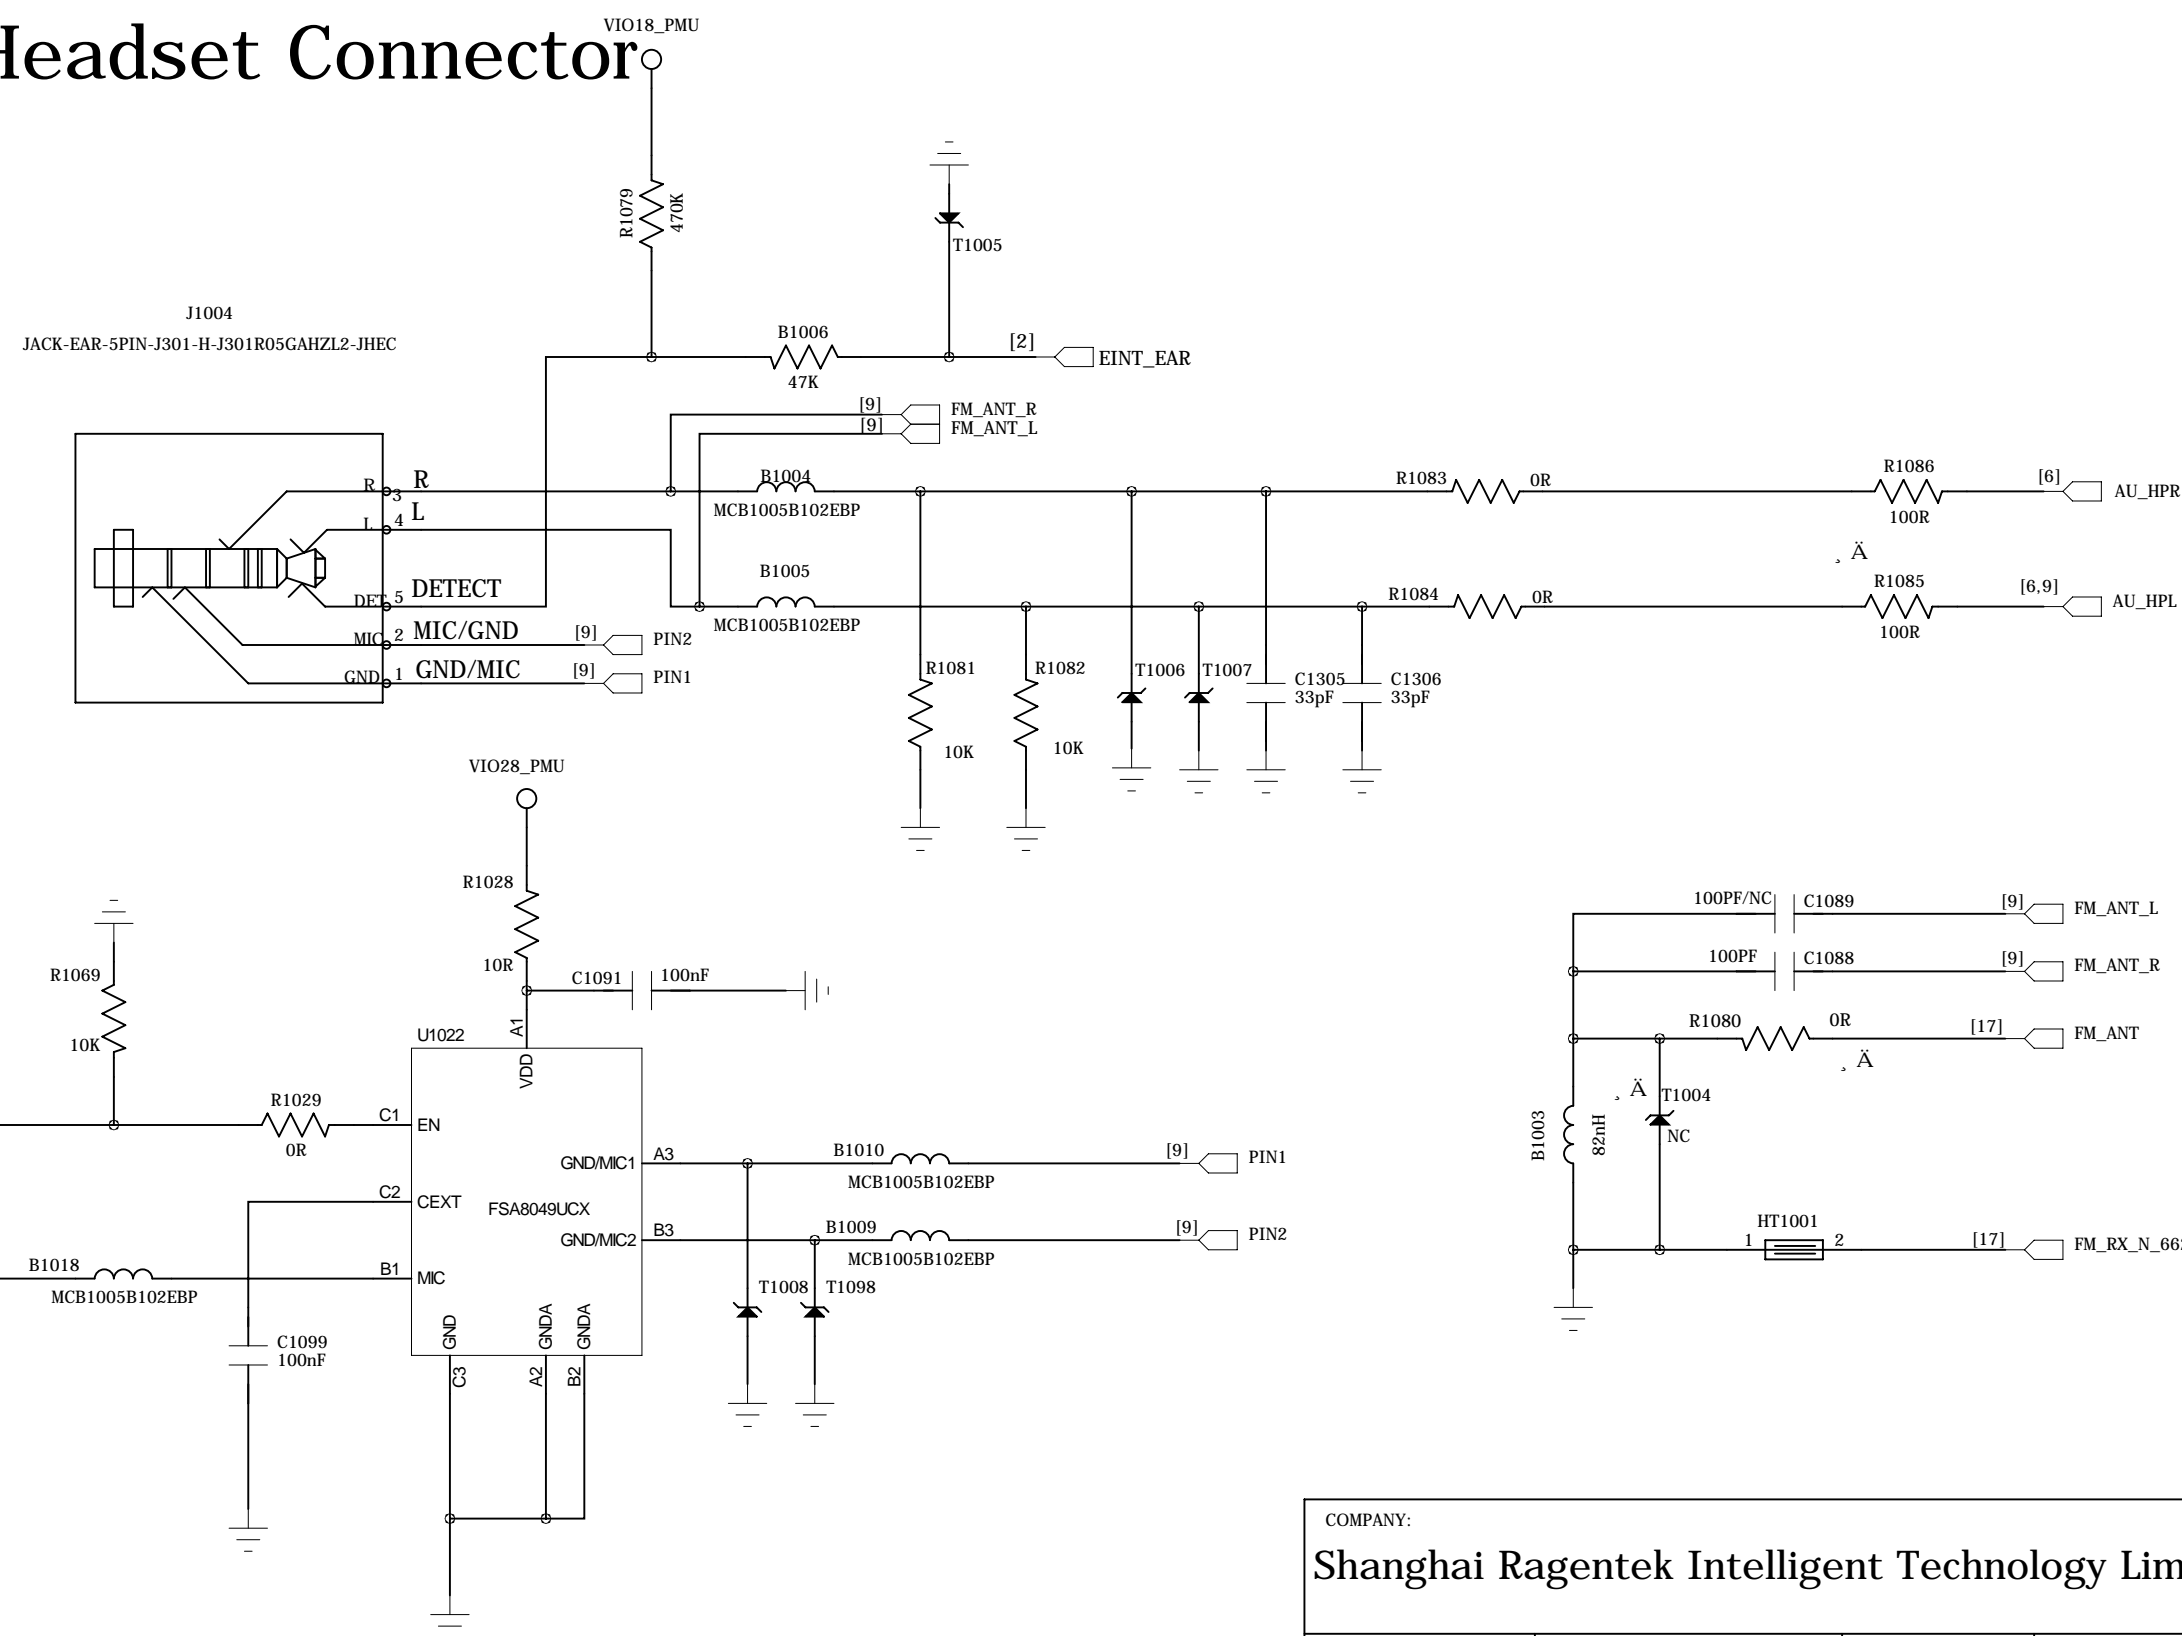 Headset Connector
VIO18_PMU
R1079
470K
T1005
J1004
JACK-EAR-5PIN-J301-H-J301R05GAHZL2-JHEC
B1006
47K
[2]
EINT_EAR
[9]
FM_ANT_R
[9]
FM_ANT_L
R
3
R
L
4
L
DET
5
DETECT
MIC
2
MIC/GND
[9]
PIN2
GND
1
GND/MIC
[9]
PIN1
B1004
MCB1005B102EBP
B1005
MCB1005B102EBP
R1083
0R
R1086
100R
[6]
AU_HPR
¸ Ä
R1084
0R
R1085
100R
[6,9]
AU_HPL
R1081
10K
R1082
10K
T1006
T1007
C1305
33pF
C1306
33pF
VIO28_PMU
R1028
10R
C1091
100nF
R1069
10K
R1029
0R
U1022
A1
VDD
C1
EN
C2
CEXT
B1
MIC
FSA8049UCX
GND/MIC1
A3
GND/MIC2
B3
GND
GNDA
GNDA
C3
A2
B2
B1018
MCB1005B102EBP
C1099
100nF
B1010
MCB1005B102EBP
[9]
PIN1
B1009
MCB1005B102EBP
[9]
PIN2
T1008
T1098
100PF/NC
C1089
[9]
FM_ANT_L
100PF
C1088
[9]
FM_ANT_R
R1080
0R
[17]
FM_ANT
¸ Ä
¸ Ä
T1004
NC
B1003
82nH
HT1001
1
2
[17]
FM_RX_N_662
COMPANY:
Shanghai Ragentek Intelligent Technology Lim